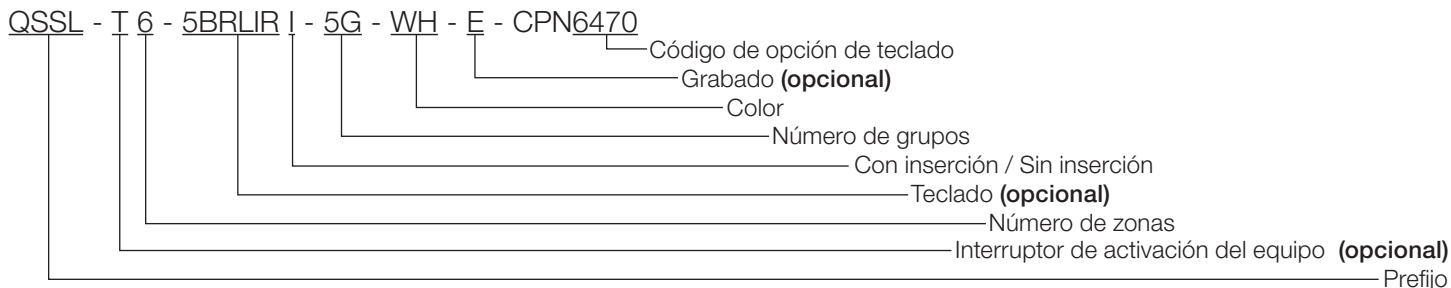 QSSL - T 6 - 5BRLIR I - 5G - WH - E - CPN6470
Código de opción de teclado
Grabado (opcional)
Color
Número de grupos
Con inserción / Sin inserción
Teclado (opcional)
Número de zonas
Interruptor de activación del equipo (opcional)
Prefijo